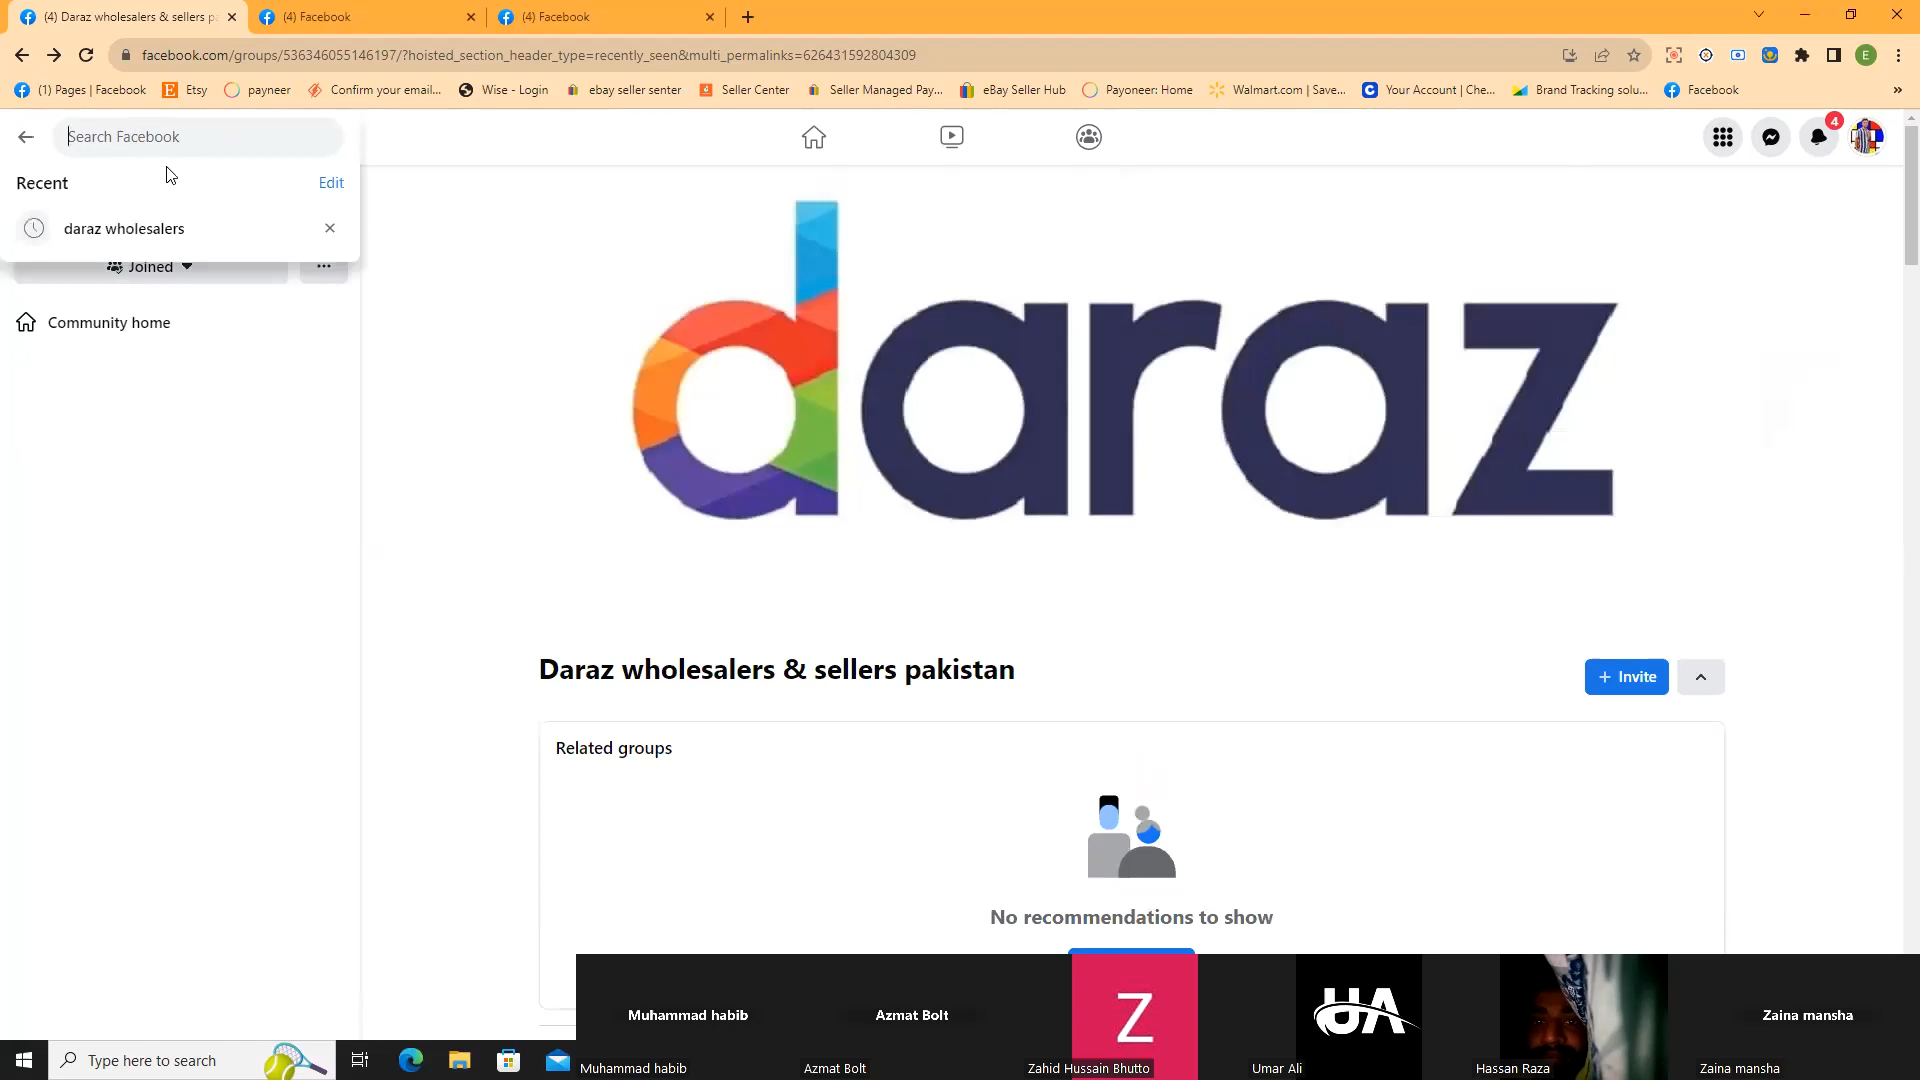 (4) Daraz wholesalers & sellers p
(4) Facebook
(4) Facebook
facebook.com/groups/536346055146197/?hoisted_section_header_type=recently_seen&multi_permalinks=626431592804309
E
(1) Pages | Facebook
Etsy
payneer
Confirm your email...
Wise - Login
ebay seller senter
Seller Center
Seller Managed Pay...
eBay Seller Hub
Payoneer: Home
Walmart.com | Save...
Your Account | Che...
Brand Tracking solu...
Facebook
»
Search Facebook
4
Recent
Edit
daraz wholesalers
Joined
Community home
daraz
Daraz wholesalers & sellers pakistan
+ Invite
Related groups
No recommendations to show
Muhammad habib
Azmat Bolt
Z
UA
Zaina mansha
Type here to search
Muhammad habib
Azmat Bolt
Zahid Hussain Bhutto
Umar Ali
Hassan Raza
Zaina mansha